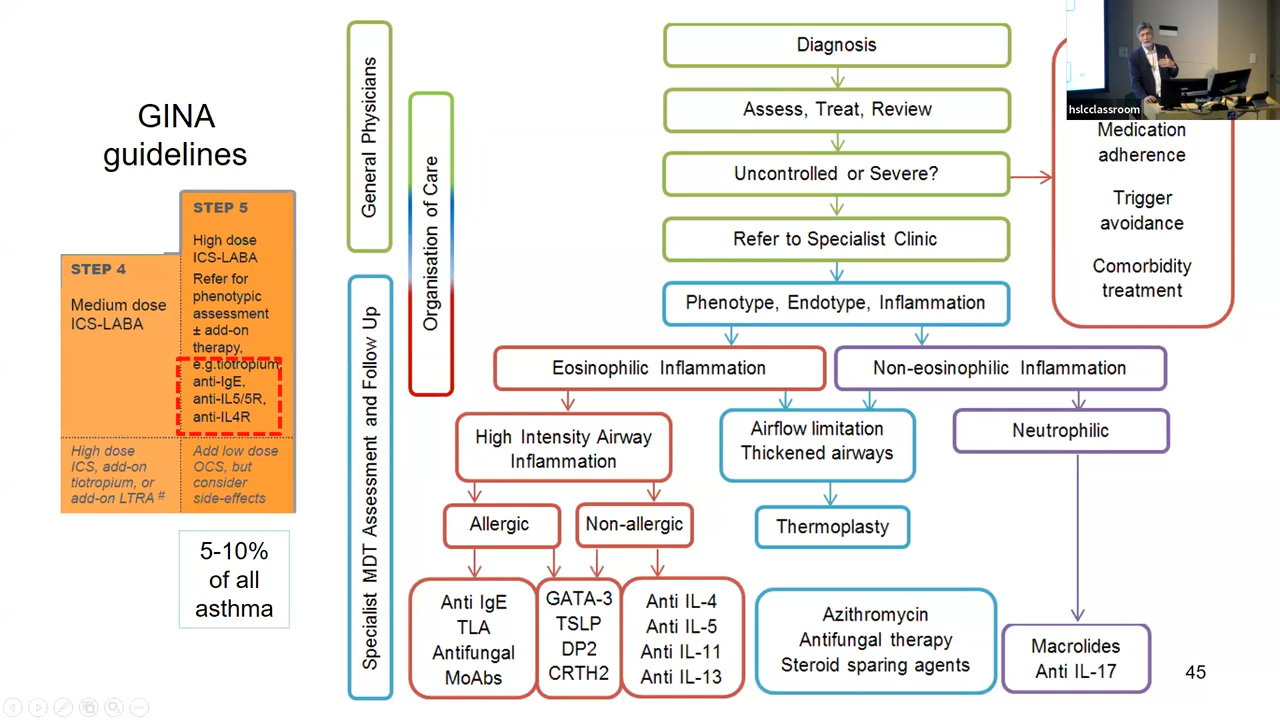 GINA
guidelines
STEP 5
High dose
ICS-LABA
Refer for
phenotypic
assessment
± add-on
therapy,
e.g.tiotropium,
anti-IgE,
anti-IL5/5R,
anti-IL4R
Add low dose
OCS, but
consider
side-effects
STEP 4
Medium dose
ICS-LABA
High dose
ICS, add-on
tiotropium, or
add-on LTRA #
5-10%
of all
asthma
General Physicians
Specialist MDT Assessment and Follow Up
Organisation of Care
Diagnosis
Assess, Treat, Review
Uncontrolled or Severe?
Refer to Specialist Clinic
Phenotype, Endotype, Inflammation
Eosinophilic Inflammation
Non-eosinophilic Inflammation
High Intensity Airway
Inflammation
Airflow limitation
Thickened airways
Neutrophilic
Allergic
Non-allergic
Thermoplasty
Anti IgE
TLA
Antifungal
MoAbs
GATA-3
TSLP
DP2
CRTH2
Anti IL-4
Anti IL-5
Anti IL-11
Anti IL-13
Azithromycin
Antifungal therapy
Steroid sparing agents
Macrolides
Anti IL-17
hslcclassroom
Medication
adherence
Trigger
avoidance
Comorbidity
treatment
45